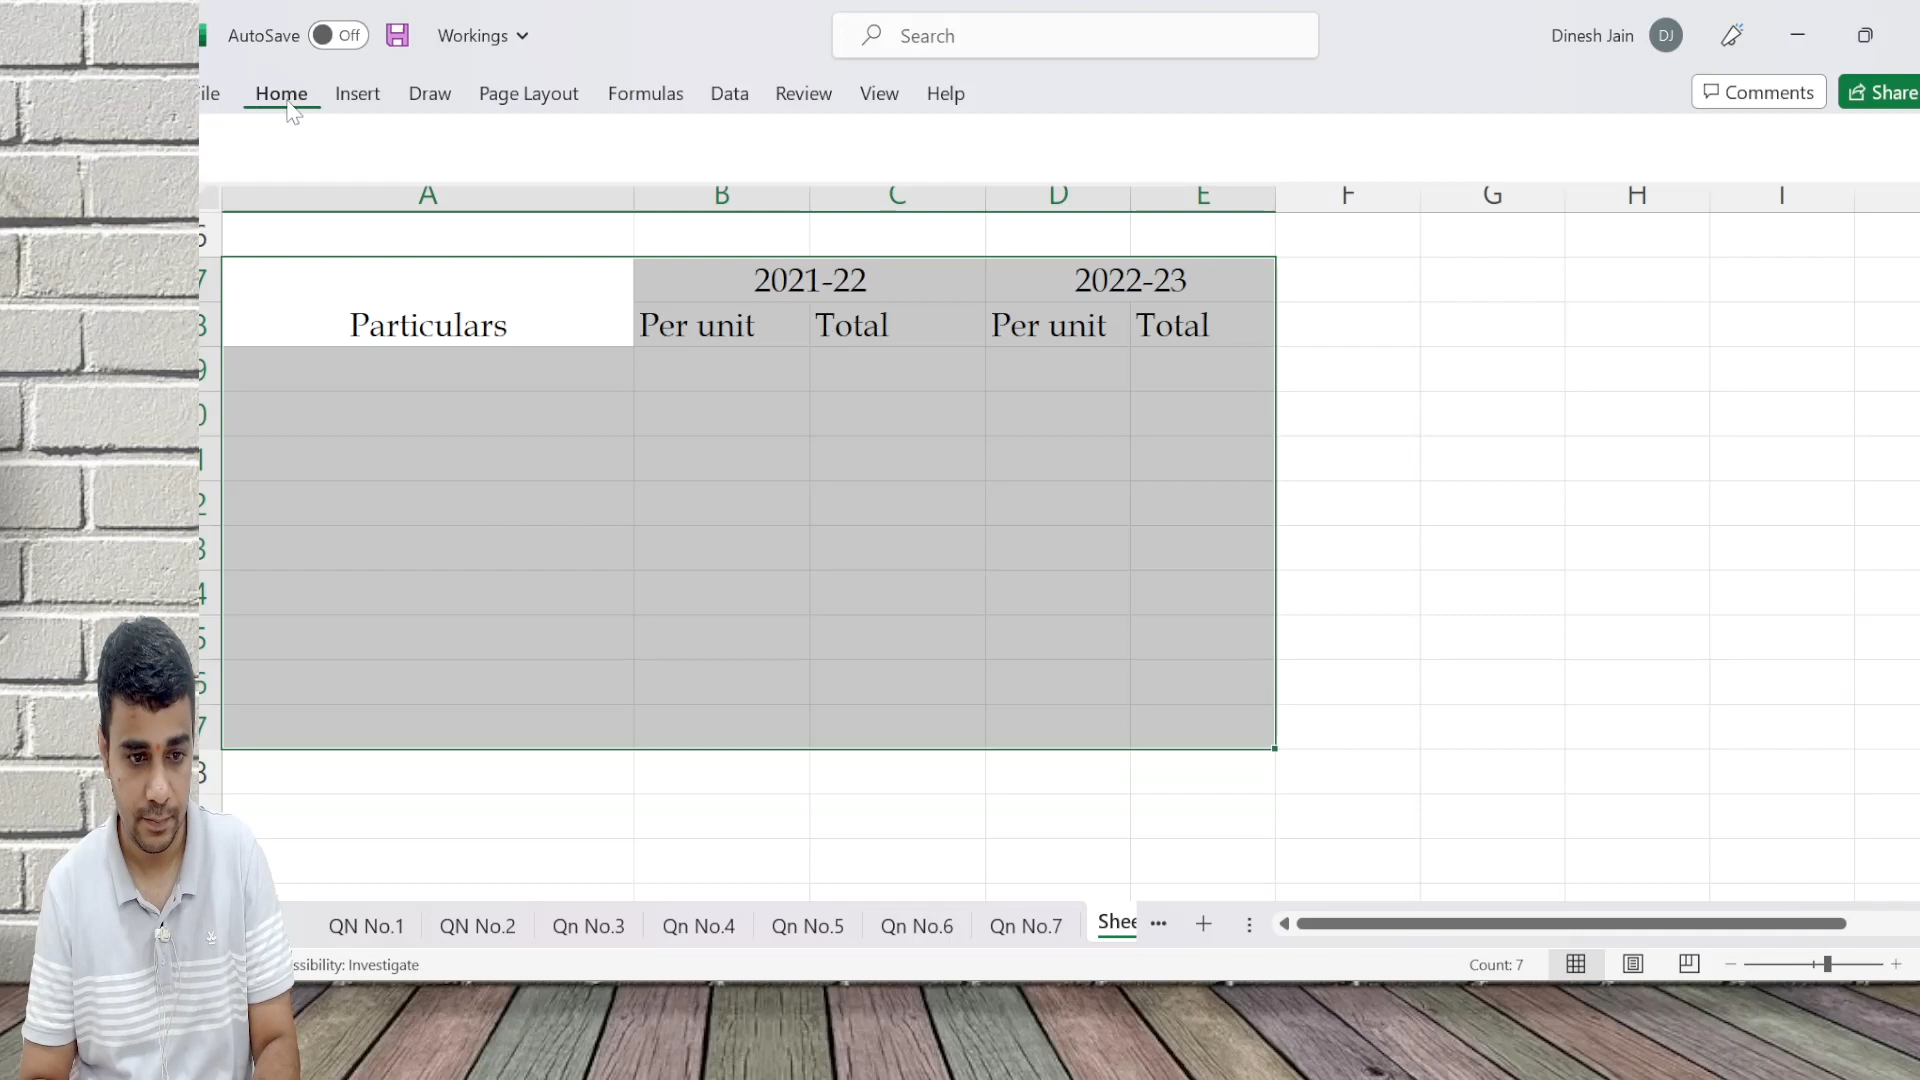 AutoSave Off Workings Search Dinesh Jain DJ
ile Home Insert Draw Page Layout Formulas Data Review View Help Comments Share
A B C D E F G H I
2021-22 2022-23
Particulars Per unit Total Per unit Total
QN No.1 QN No.2 Qn No.3 Qn No.4 Qn No.5 Qn No.6 Qn No.7 Shee
ssibility: Investigate Count: 7